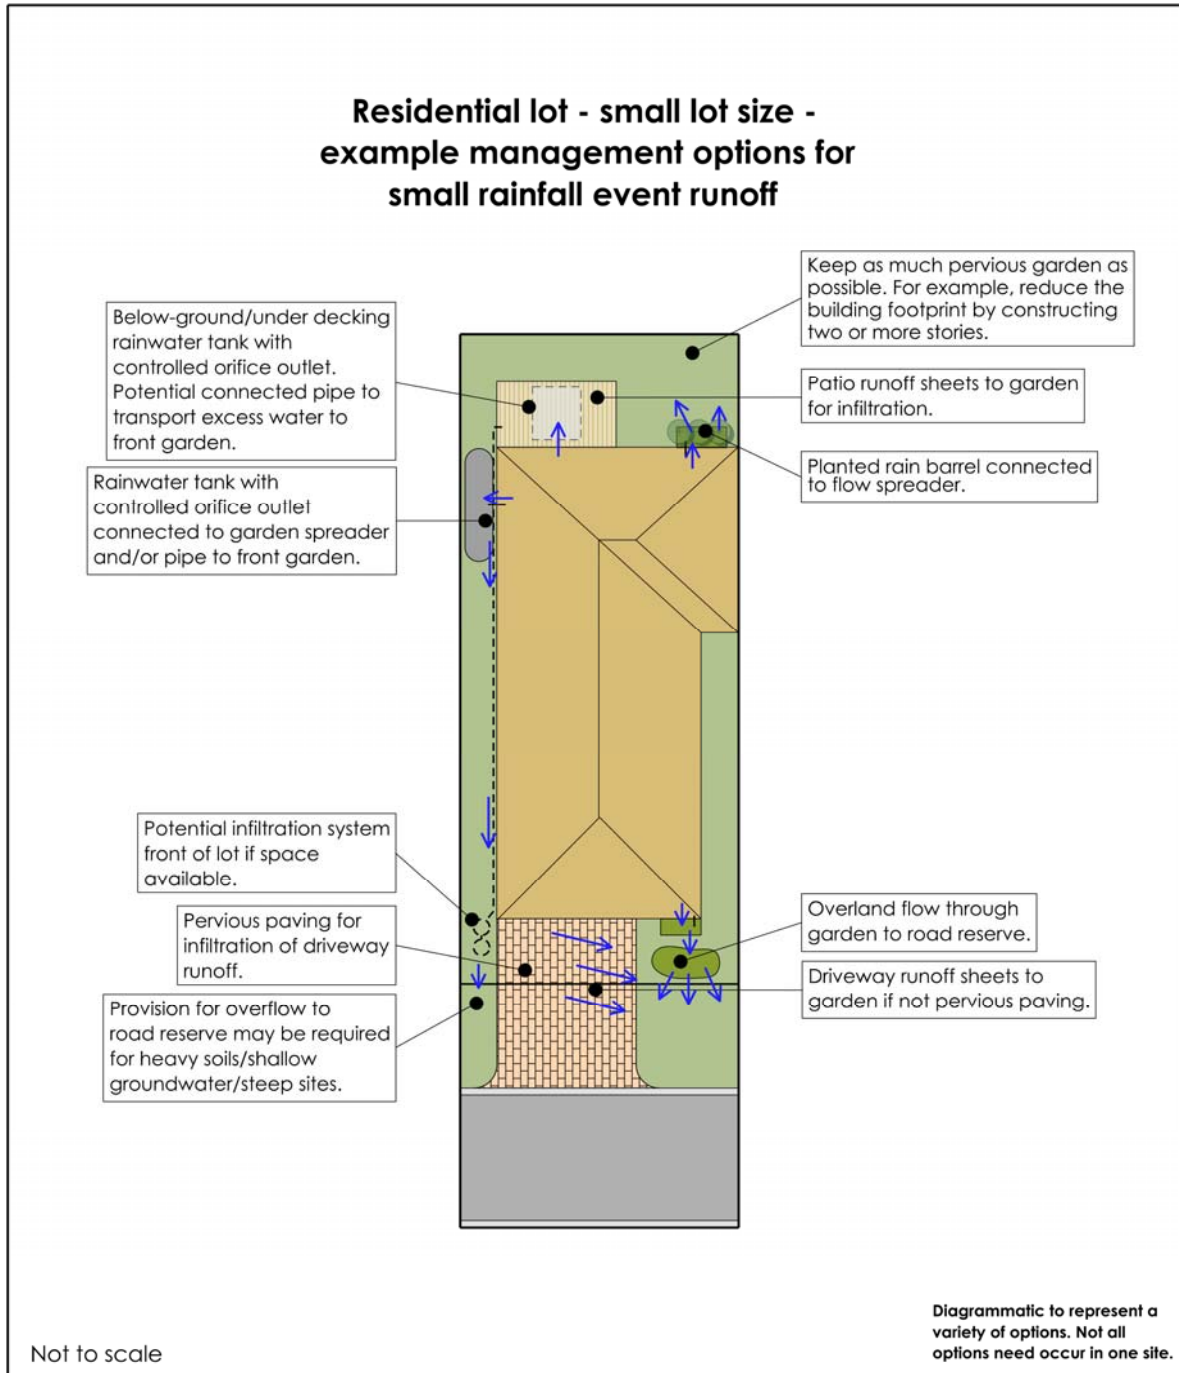 Residential lot - small lot size -
example management options for
small rainfall event runoff
Below-ground/under decking
rainwater tank with
controlled orifice outlet.
Potential connected pipe to
transport excess water to
front garden.
Rainwater tank with
controlled orifice outlet
connected to garden spreader
and/or pipe to front garden.
Potential infiltration system
front of lot if space
available.
Pervious paving for
infiltration of driveway
runoff.
Provision for overflow to
road reserve may be required
for heavy soils/shallow
groundwater/steep sites.
Keep as much pervious garden as
possible. For example, reduce the
building footprint by constructing
two or more stories.
Patio runoff sheets to garden
for infiltration.
Planted rain barrel connected
to flow spreader.
Overland flow through
garden to road reserve.
Driveway runoff sheets to
garden if not pervious paving.
Not to scale
Diagrammatic to represent a
variety of options. Not all
options need occur in one site.